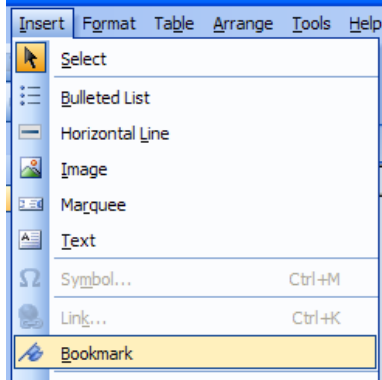 Insert Format Table Arrange Tools Help
Select
Bulleted List
Horizontal Line
Image
Marquee
Text
Symbol... Ctrl+M
Link... Ctrl+K
Bookmark